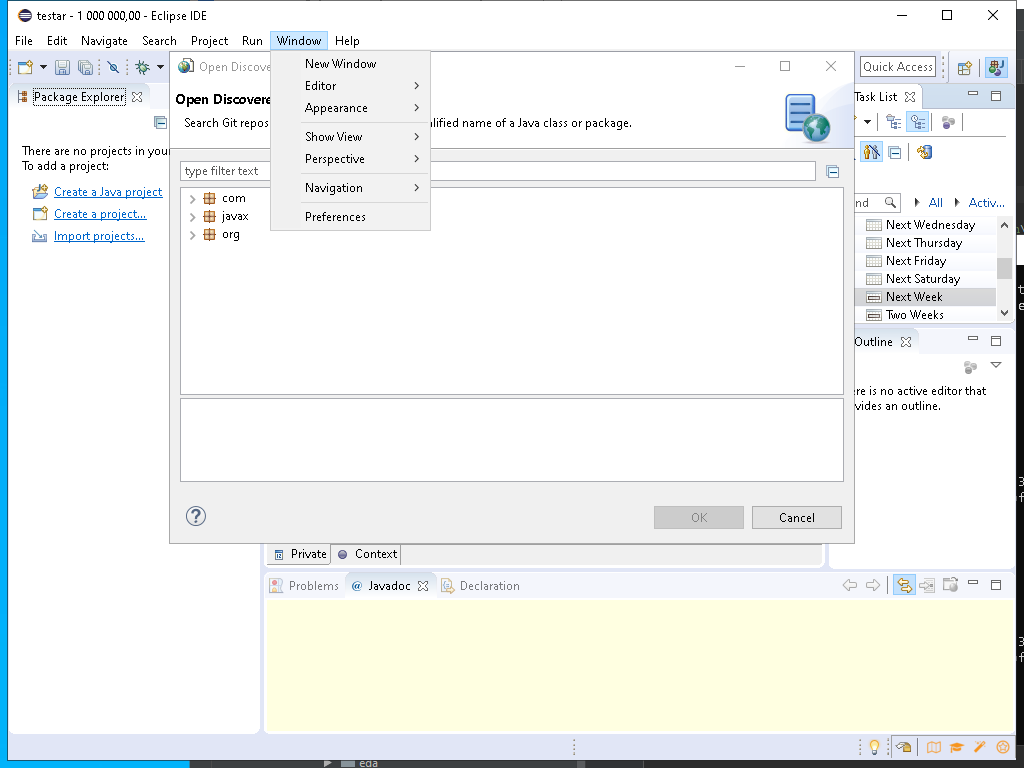 testar - 1 000 000,00 - Eclipse IDE
File Edit Navigate Search Project Run Window Help
New Window
Editor
Appearance
Show View
Perspective
Navigation
Preferences
Quick Access
Package Explorer
There are no projects in your
To add a project:
Create a Java project
Create a project...
Import projects...
Open Discove
Open Discovere
Search Git repos
alified name of a Java class or package.
type filter text
com
javax
org
OK
Cancel
Task List
nd
All
Activ...
Next Wednesday
Next Thursday
Next Friday
Next Saturday
Next Week
Two Weeks
Outline
ere is no active editor that
vides an outline.
Private
Context
Problems
@ Javadoc
Declaration
eda